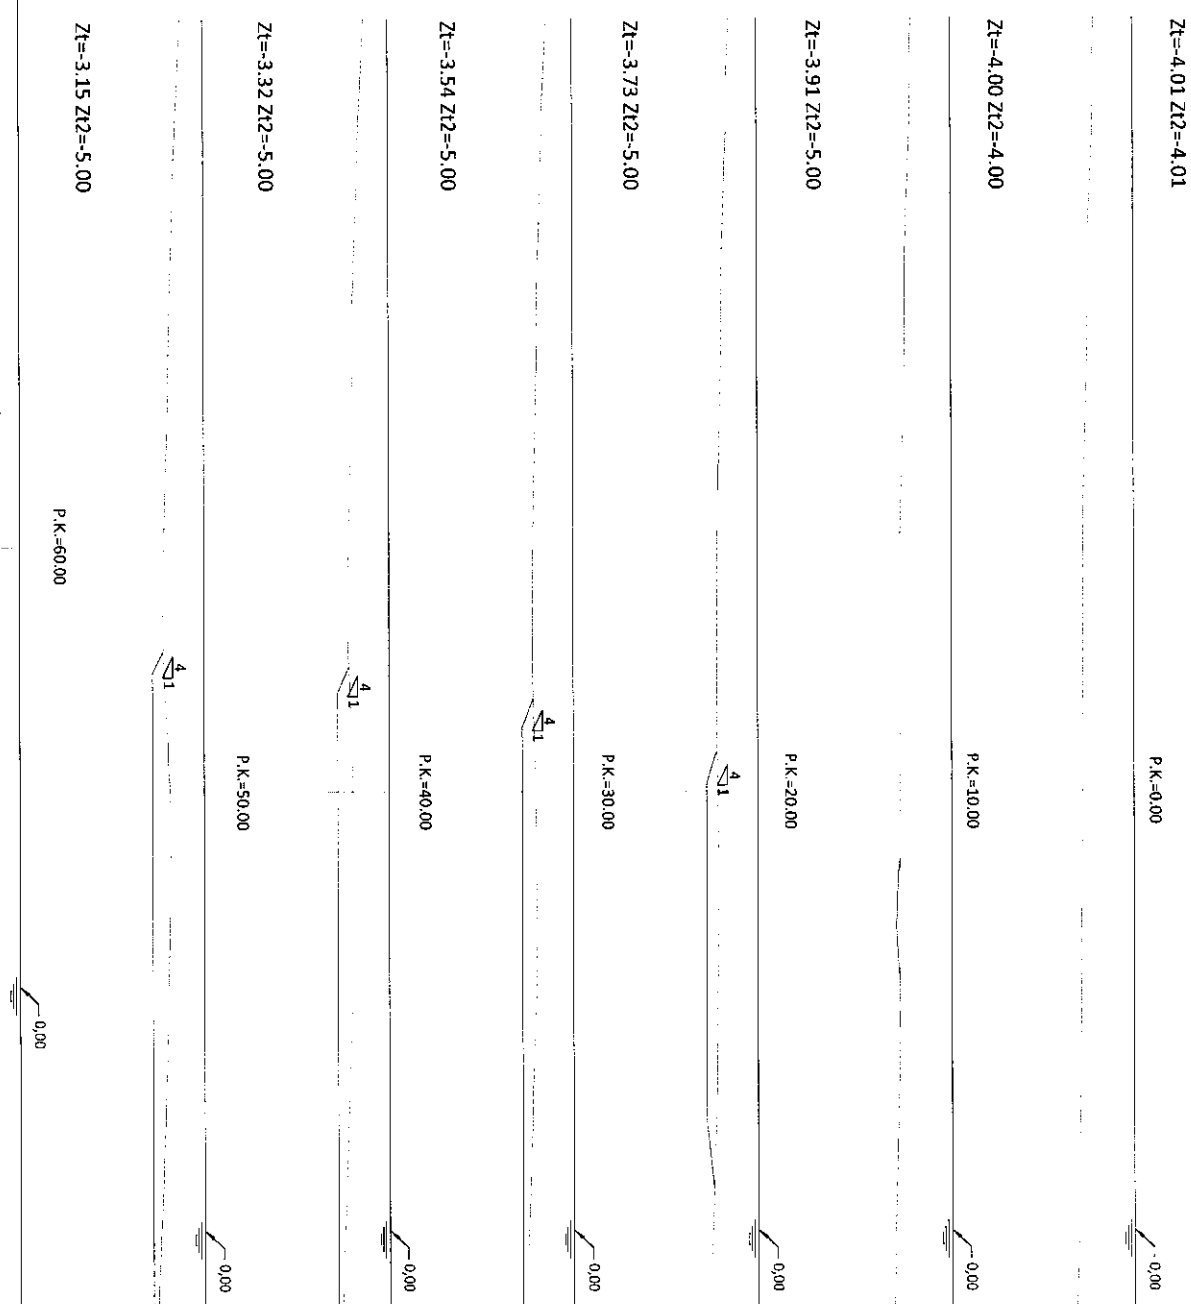 Zt=-4.01 Zt2=-4.01
P.K.=0.00
0,00
Zt=-4.00 Zt2=-4.00
P.K.=10.00
0,00
Zt=-3.91 Zt2=-5.00
P.K.=20.00
4
1
0,00
Zt=-3.73 Zt2=-5.00
P.K.=30.00
4
1
0,00
Zt=-3.54 Zt2=-5.00
P.K.=40.00
4
1
0,00
Zt=-3.32 Zt2=-5.00
P.K.=50.00
4
1
0,00
Zt=-3.15 Zt2=-5.00
P.K.=60.00
0,00